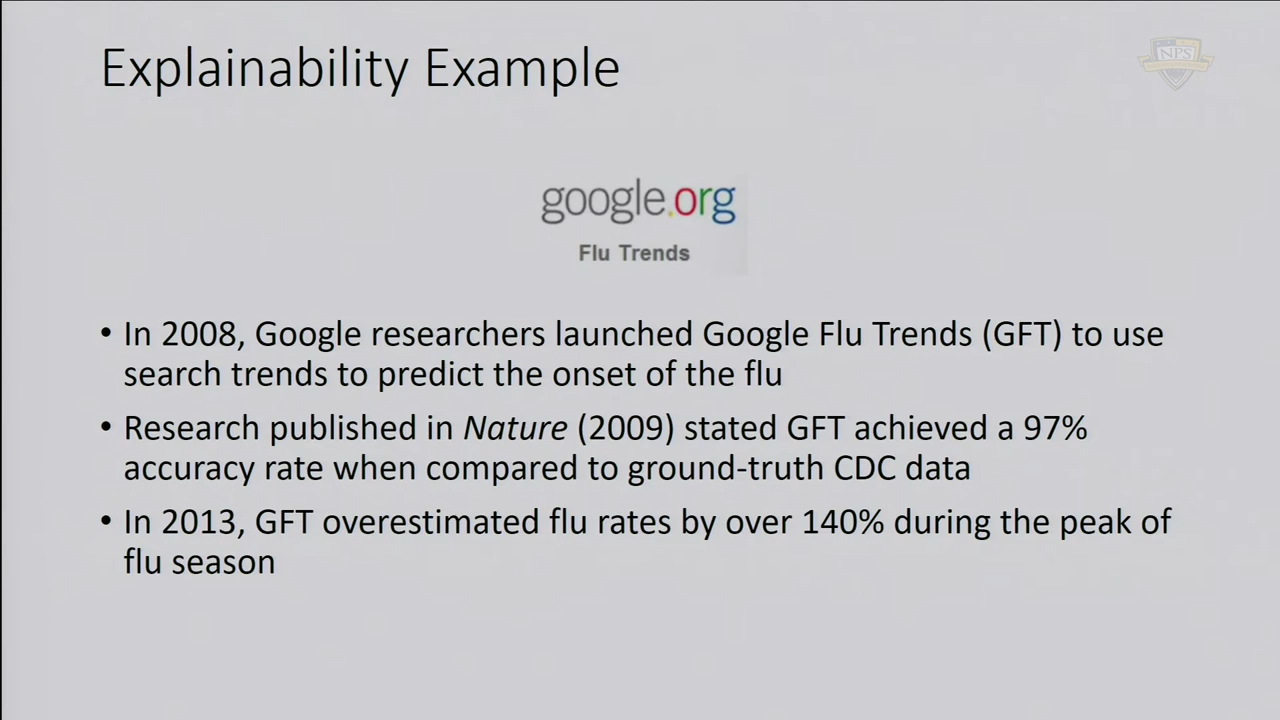 Explainability Example
NPS
google.org
Flu Trends
• In 2008, Google researchers launched Google Flu Trends (GFT) to use
search trends to predict the onset of the flu
• Research published in Nature (2009) stated GFT achieved a 97%
accuracy rate when compared to ground-truth CDC data
• In 2013, GFT overestimated flu rates by over 140% during the peak of
flu season